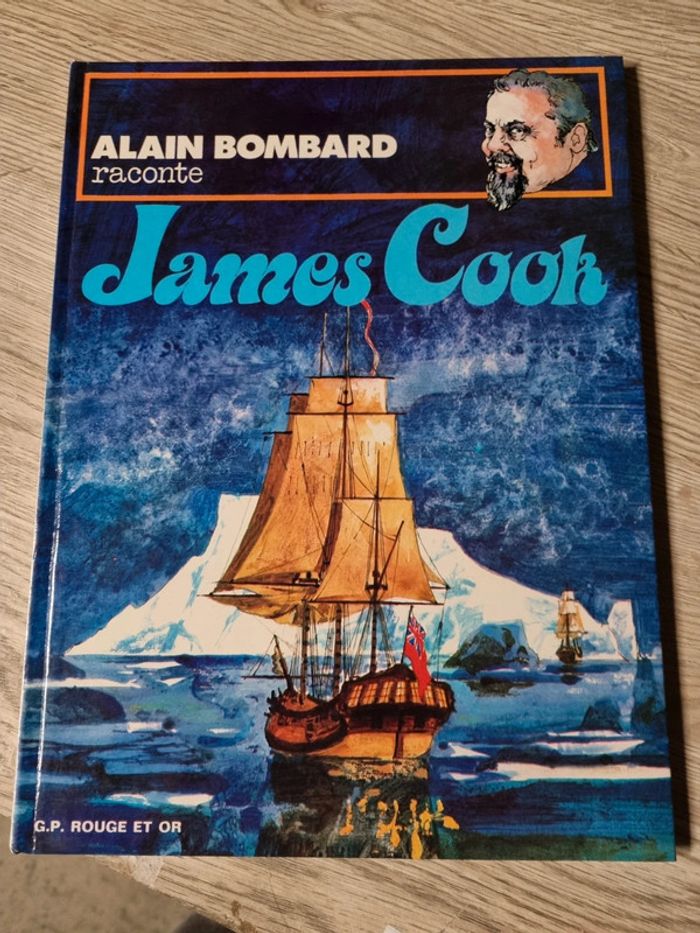 ALAIN BOMBARD
raconte
James Cook
G.P. ROUGE ET OR